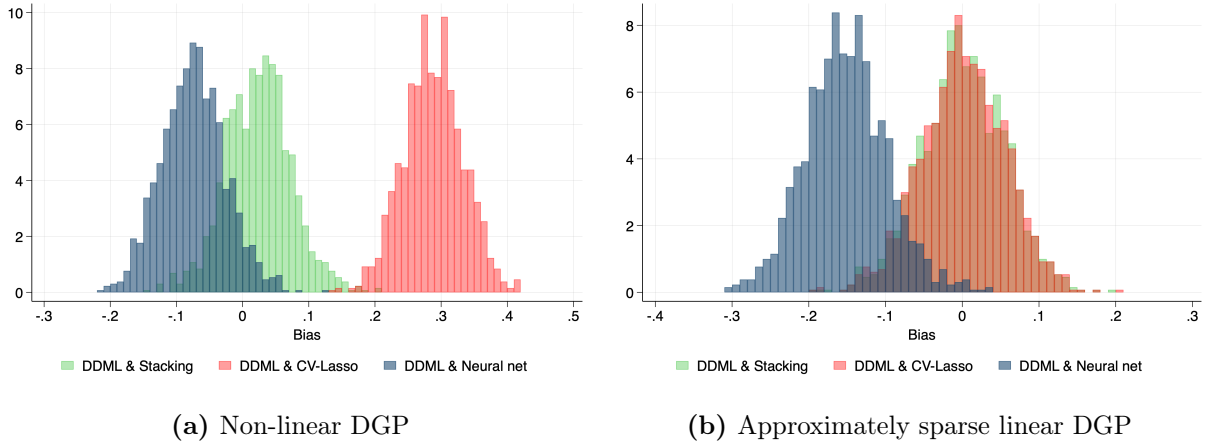 10
8
6
4
2
0
-.3 -.2 -.1 0 .1 .2 .3 .4 .5
Bias
DDML & Stacking DDML & CV-Lasso DDML & Neural net
(a) Non-linear DGP
8
6
4
2
0
-.4 -.3 -.2 -.1 0 .1 .2 .3
Bias
DDML & Stacking DDML & CV-Lasso DDML & Neural net
(b) Approximately sparse linear DGP